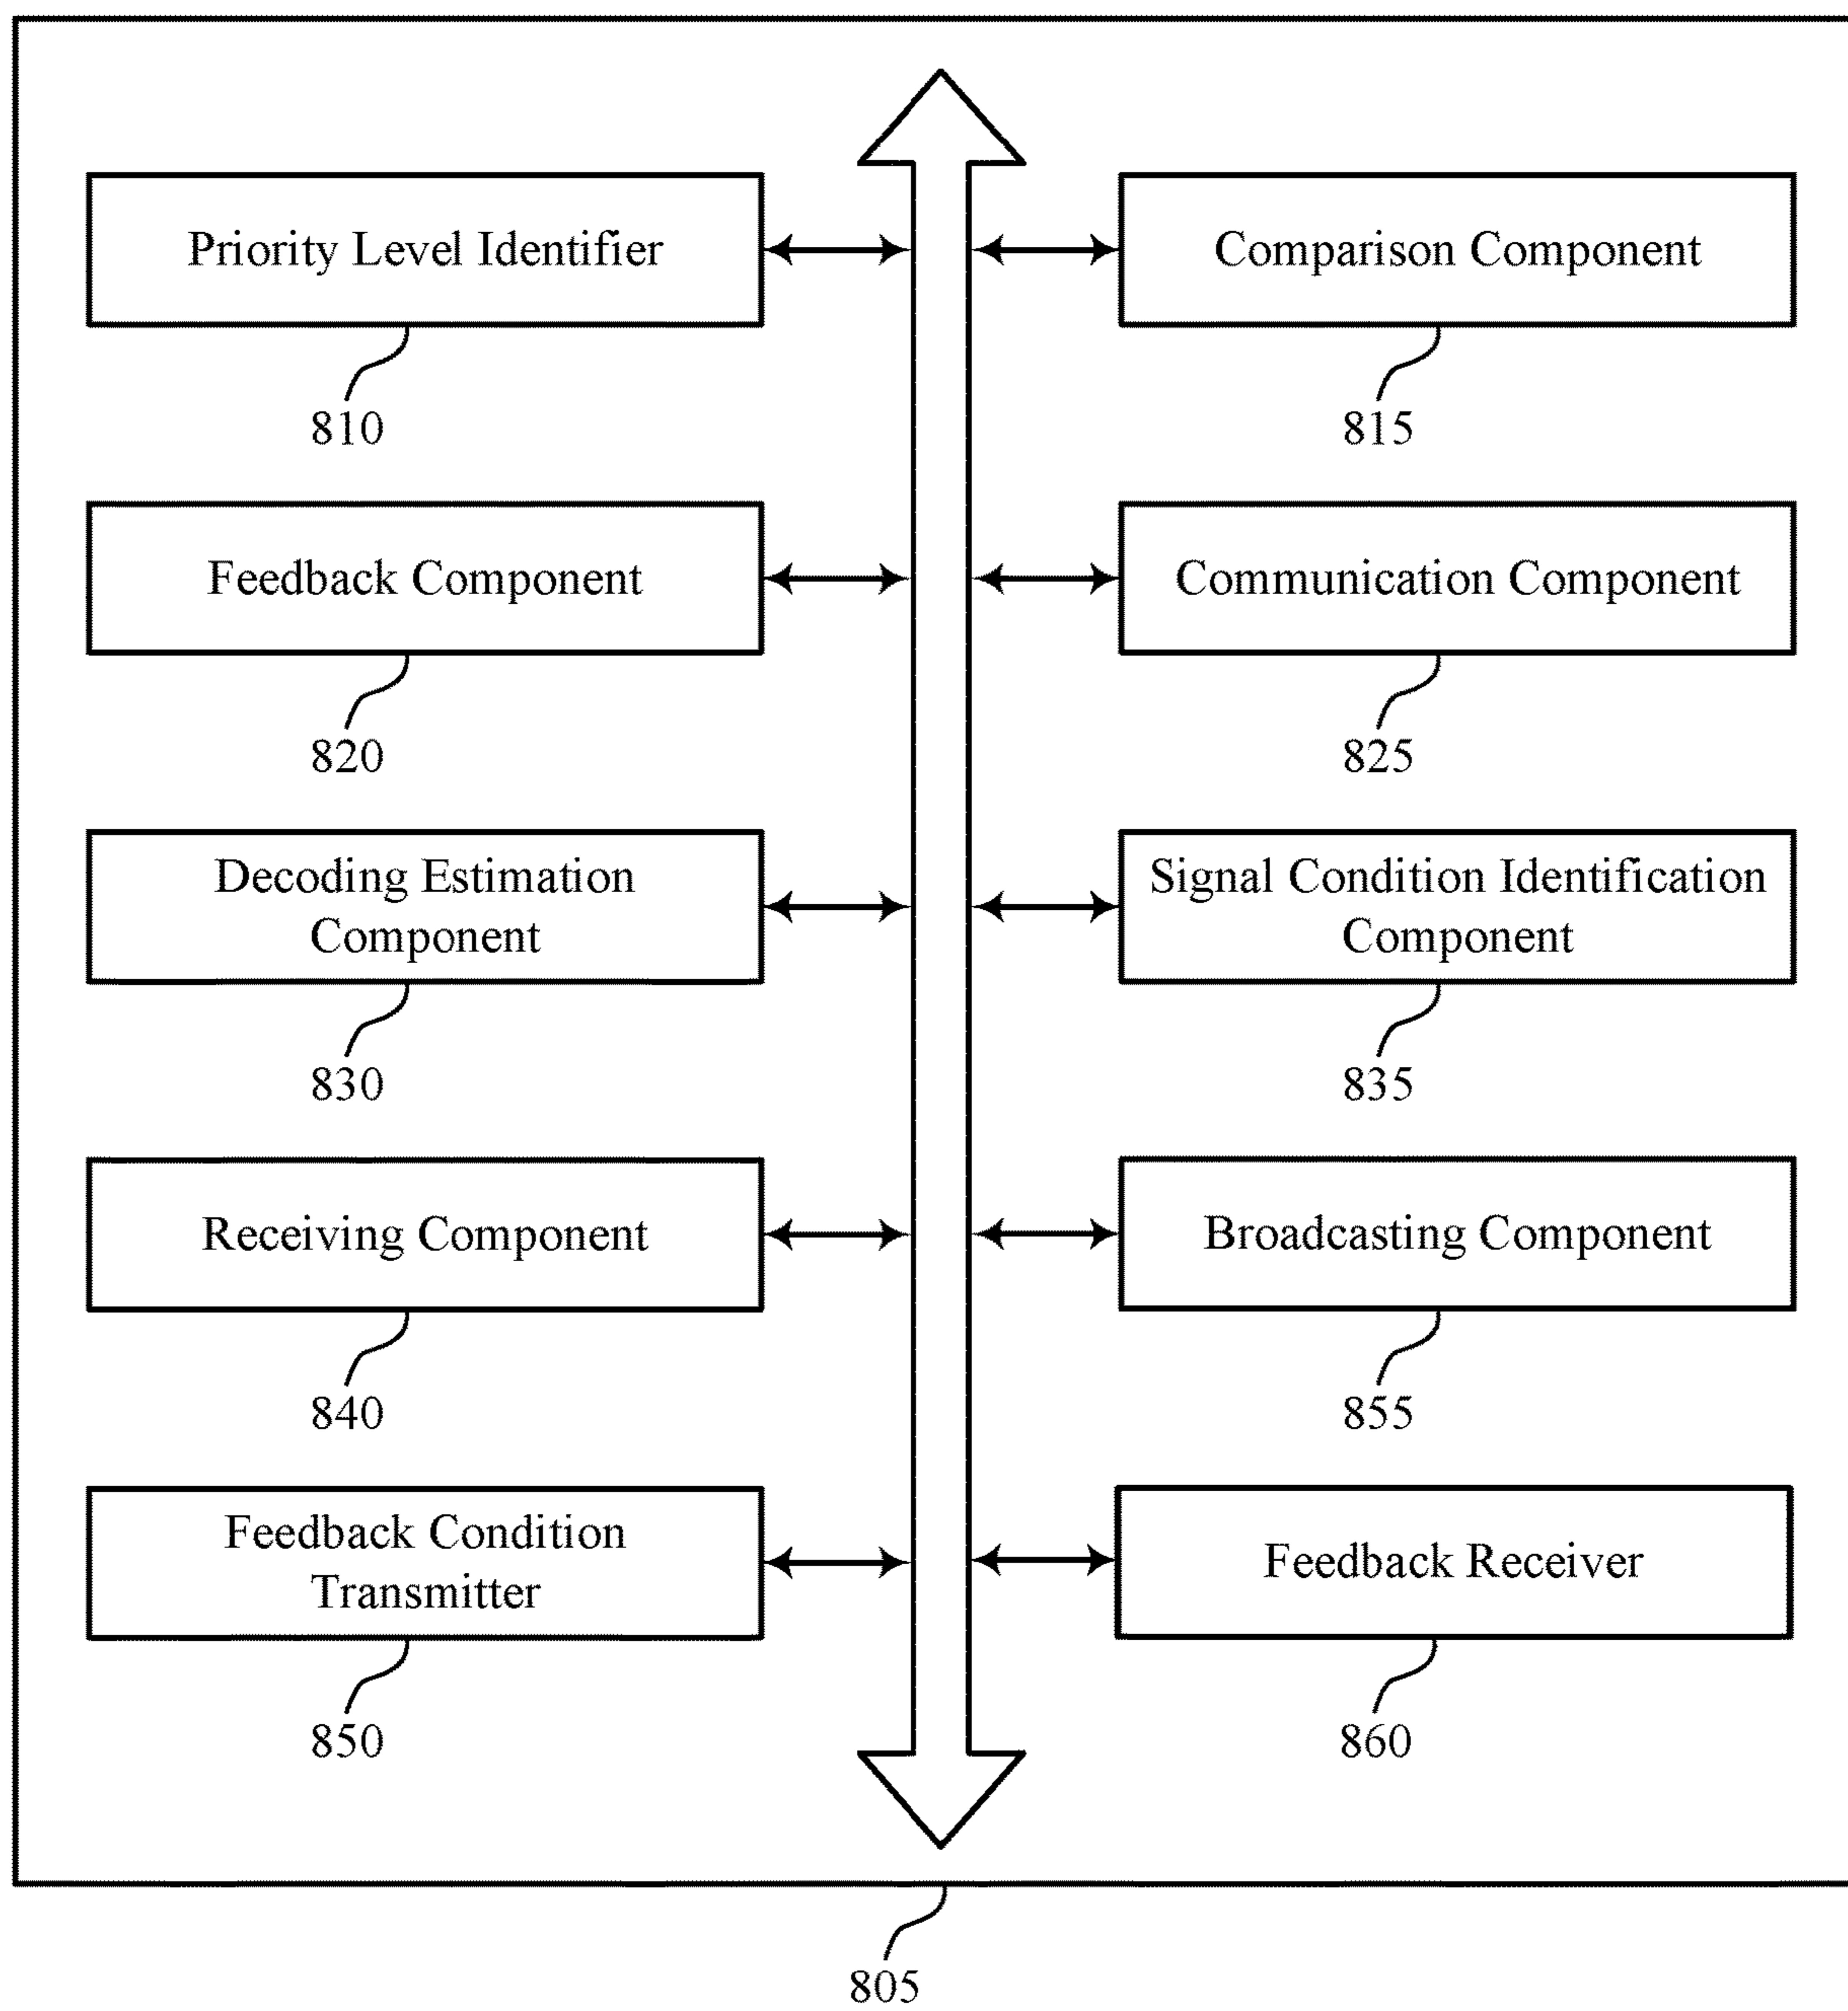 Priority Level Identifier
810
Comparison Component
815
Feedback Component
820
Communication Component
825
Decoding Estimation
Component
830
Signal Condition Identification
Component
835
Receiving Component
840
Broadcasting Component
855
Feedback Condition
Transmitter
850
Feedback Receiver
860
805